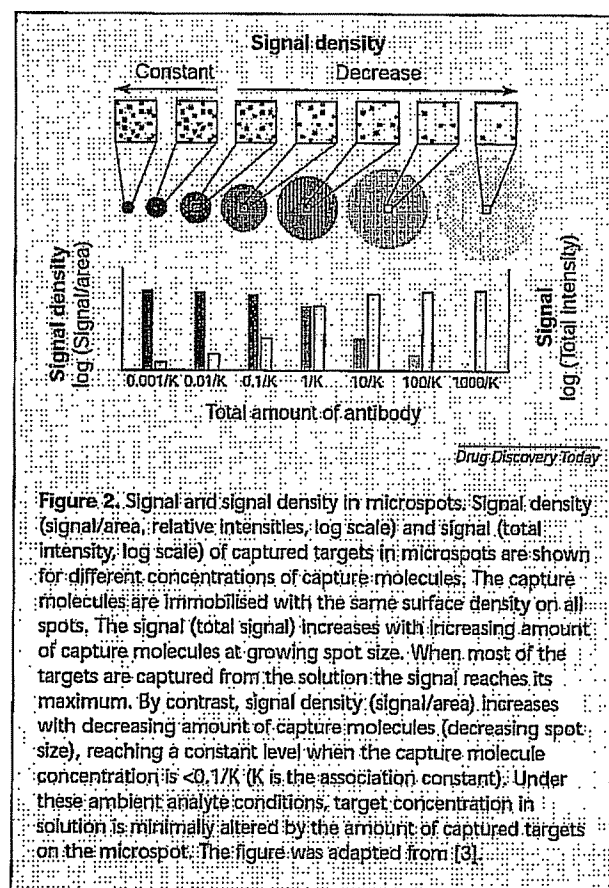 Signal density
Constant Decrease
Signal density
log (Signal/area)
Signal
log (Total Intensity)
0.001/K 0.01/K 0.1/K 1/K 10/K 100/K 1000/K
Total amount of antibody
Drug Discovery Today
Figure 2. Signal and signal density in microspots. Signal density
(signal/area, relative intensities, log scale) and signal (total
intensity, log scale) of captured targets in microspots are shown
for different concentrations of capture molecules. The capture
molecules are immobilised with the same surface density on all
spots. The signal (total signal) increases with increasing amount
of capture molecules at growing spot size. When most of the
targets are captured from the solution the signal reaches its
maximum. By contrast, signal density (signal/area) increases
with decreasing amount of capture molecules (decreasing spot
size), reaching a constant level when the capture molecule
concentration is <0.1/K (K is the association constant). Under
these ambient analyte conditions, target concentration in
solution is minimally altered by the amount of captured targets
on the microspot. The figure was adapted from [3].